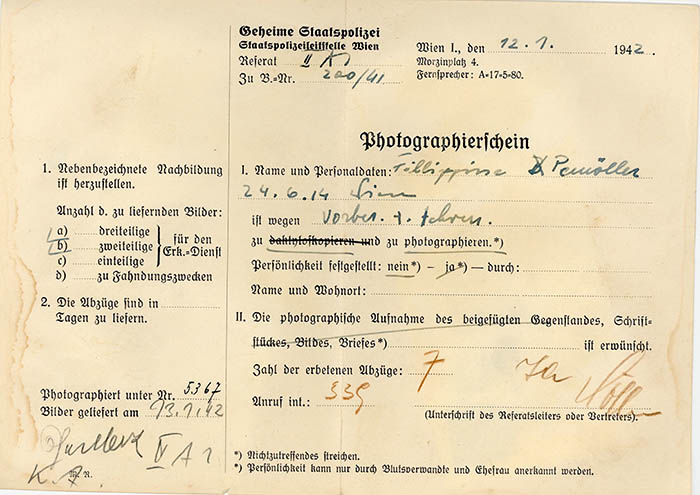 Geheime Staatspolizei
Staatspolizeileitstelle Wien
Referat II
Zu B.=Nr. 200/41
Wien I., den 12. 1. 1942.
Morzinplatz 4.
Fernsprecher: A=17=5=80.
Photographierschein
1. Nebenbezeichnete Nachbildung
ist herzustellen.
Anzahl d. zu liefernden Bilder:
a) dreiteilige
b) zweiteilige
c) einteilige
für den
Erk.=Dienst
d) zu Fahndungszwecken
2. Die Abzüge sind in
Tagen zu liefern.
Photographiert unter Nr. 5367
Bilder geliefert am 13.1.42
IV A 1
K. A.
M. R.
I. Name und Personaldaten:
24. 6. 14 Wien
ist wegen Vorber. z.
zu daktyloskopieren und zu photographieren.*)
Persönlichkeit festgestellt: nein*) – ja*) — durch:
Name und Wohnort:
II. Die photographische Aufnahme des beigefügten Gegenstandes, Schrift=
stückes, Bildes, Briefes*) ist erwünscht.
Zahl der erbetenen Abzüge: 7
Anruf int.: 339
(Unterschrift des Referatsleiters oder Vertreters).
*) Nichtzutreffendes streichen.
*) Persönlichkeit kann nur durch Blutsverwandte und Ehefrau anerkannt werden.